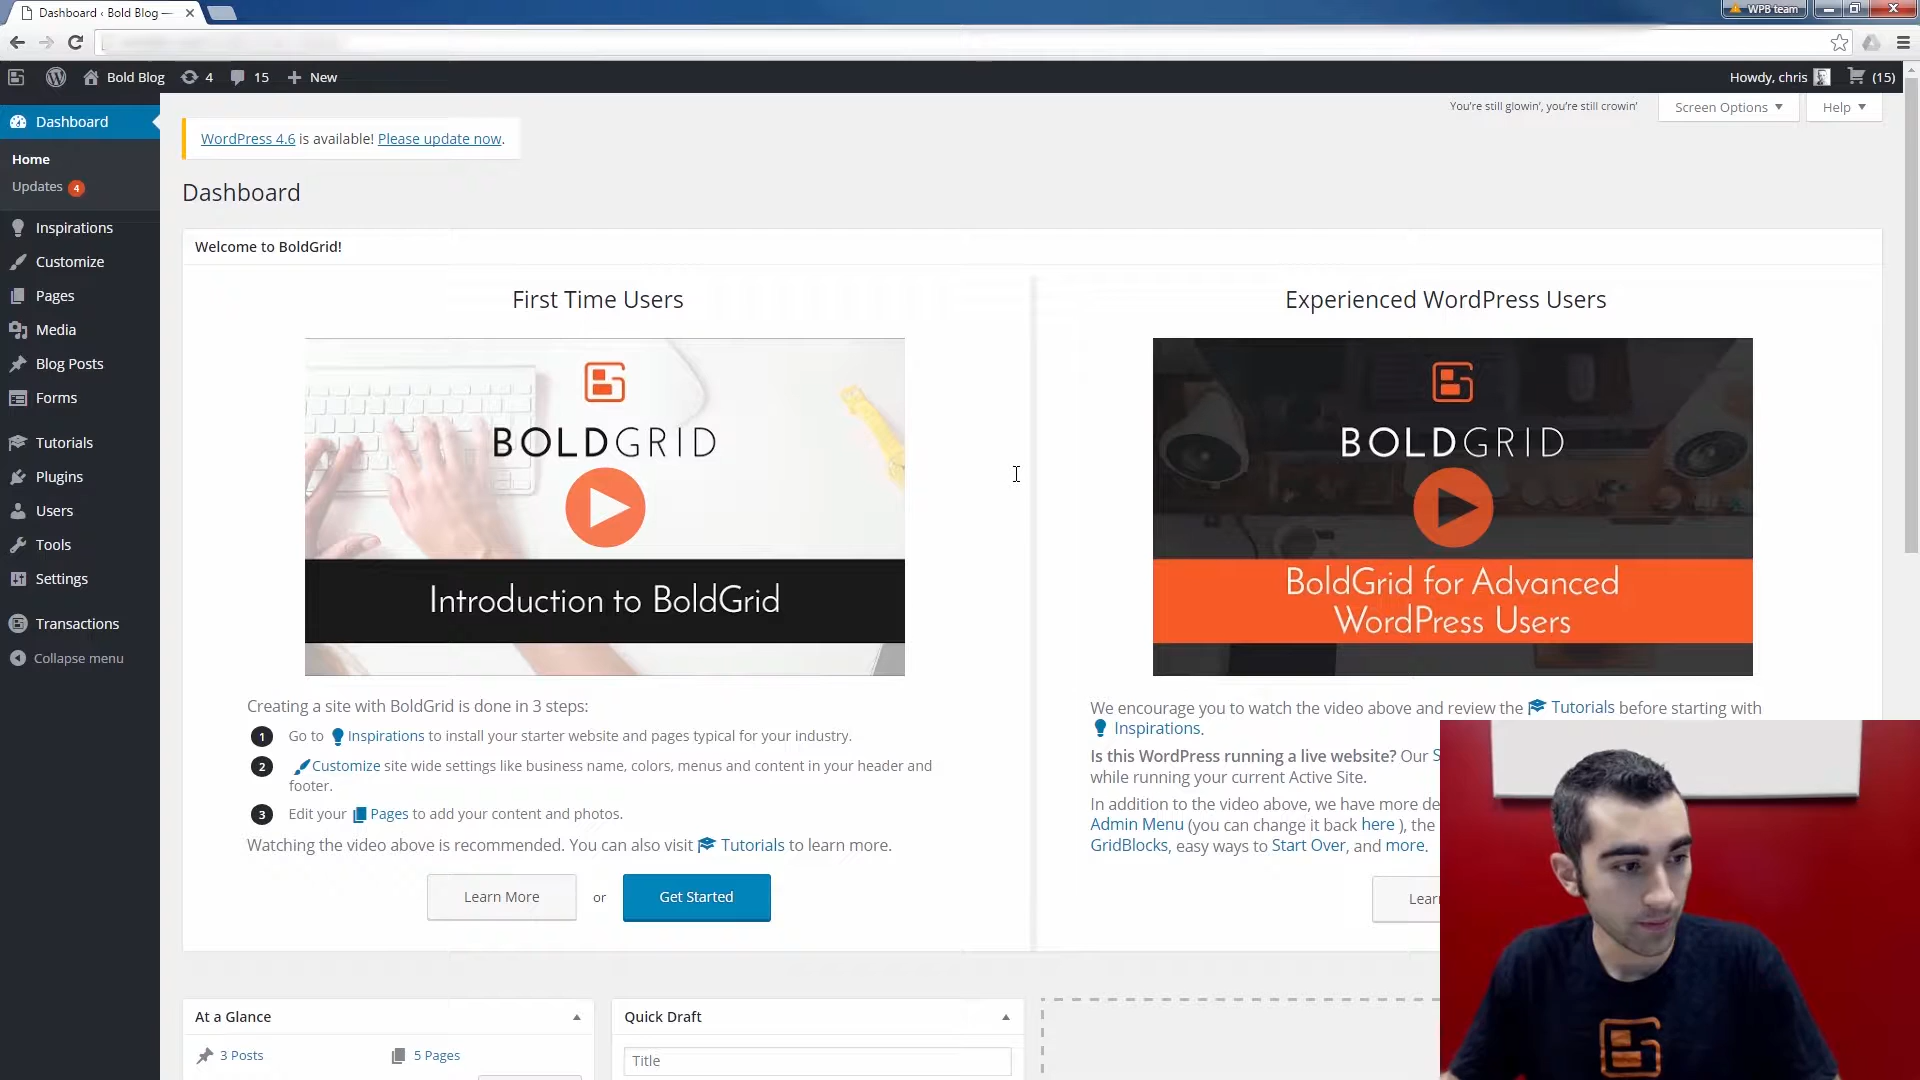 Dashboard ‹ Bold Blog —
WPB team
Bold Blog
4
15
New
Howdy, chris
(15)
Dashboard
Home
Updates 4
Inspirations
Customize
Pages
Media
Blog Posts
Forms
Tutorials
Plugins
Users
Tools
Settings
Transactions
Collapse menu
You're still glowin', you're still crowin'
Screen Options
Help
WordPress 4.6 is available! Please update now.
Dashboard
Welcome to BoldGrid!
First Time Users
BOLDGRID
Introduction to BoldGrid
Creating a site with BoldGrid is done in 3 steps:
1 Go to Inspirations to install your starter website and pages typical for your industry.
2 Customize site wide settings like business name, colors, menus and content in your header and
footer.
3 Edit your Pages to add your content and photos.
Watching the video above is recommended. You can also visit Tutorials to learn more.
Learn More
or
Get Started
Experienced WordPress Users
BOLDGRID
BoldGrid for Advanced
WordPress Users
We encourage you to watch the video above and review the Tutorials before starting with
Inspirations.
Is this WordPress running a live website? Our
while running your current Active Site.
In addition to the video above, we have more
Admin Menu (you can change it back here ), the
GridBlocks, easy ways to Start Over, and more.
At a Glance
3 Posts
5 Pages
Quick Draft
Title